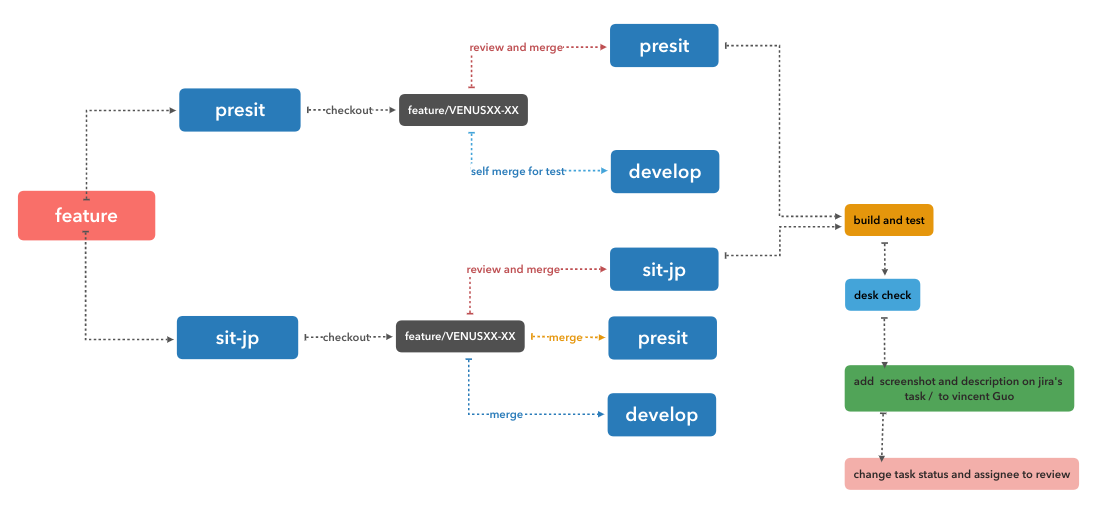 review and merge
presit
presit
checkout
feature/VENUSXX-XX
self merge for test
develop
feature
build and test
review and merge
sit-jp
desk check
sit-jp
checkout
feature/VENUSXX-XX
merge
presit
add  screenshot and description on jira's
task /  to vincent Guo
merge
develop
change task status and assignee to review